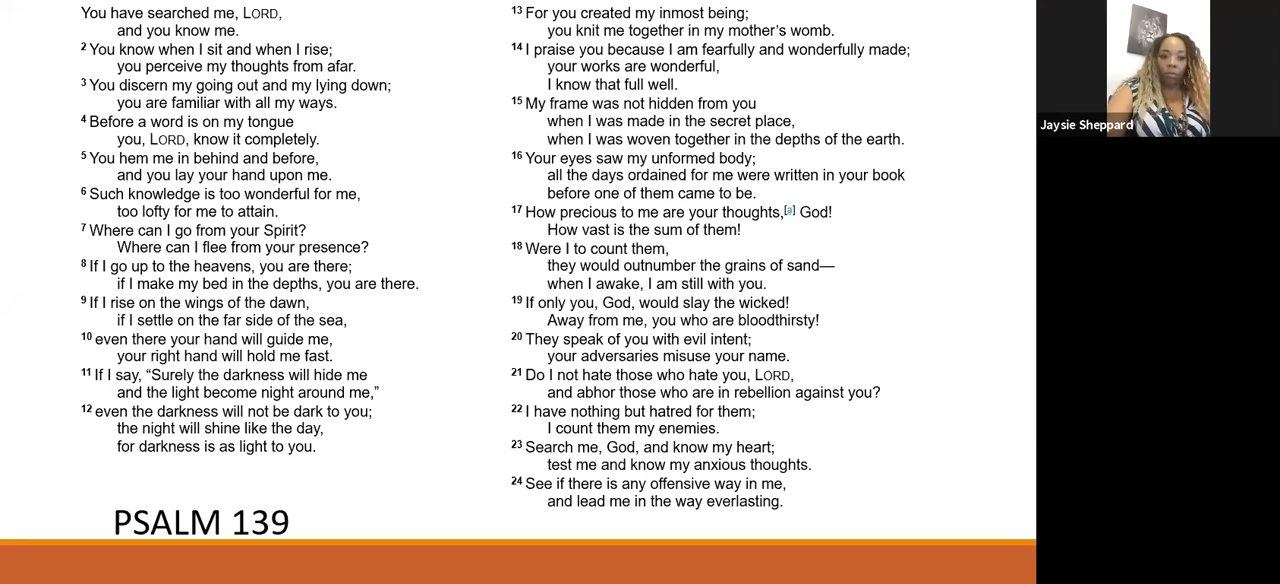 You have searched me, LORD,
and you know me.
2 You know when I sit and when I rise;
you perceive my thoughts from afar.
3 You discern my going out and my lying down;
you are familiar with all my ways.
4 Before a word is on my tongue
you, LORD, know it completely.
5 You hem me in behind and before,
and you lay your hand upon me.
6 Such knowledge is too wonderful for me,
too lofty for me to attain.
7 Where can I go from your Spirit?
Where can I flee from your presence?
8 If I go up to the heavens, you are there;
if I make my bed in the depths, you are there.
9 If I rise on the wings of the dawn,
if I settle on the far side of the sea,
10 even there your hand will guide me,
your right hand will hold me fast.
11 If I say, “Surely the darkness will hide me
and the light become night around me,”
12 even the darkness will not be dark to you;
the night will shine like the day,
for darkness is as light to you.
13 For you created my inmost being;
you knit me together in my mother’s womb.
14 I praise you because I am fearfully and wonderfully made;
your works are wonderful,
I know that full well.
15 My frame was not hidden from you
when I was made in the secret place,
when I was woven together in the depths of the earth.
16 Your eyes saw my unformed body;
all the days ordained for me were written in your book
before one of them came to be.
17 How precious to me are your thoughts,[a] God!
How vast is the sum of them!
18 Were I to count them,
they would outnumber the grains of sand—
when I awake, I am still with you.
19 If only you, God, would slay the wicked!
Away from me, you who are bloodthirsty!
20 They speak of you with evil intent;
your adversaries misuse your name.
21 Do I not hate those who hate you, LORD,
and abhor those who are in rebellion against you?
22 I have nothing but hatred for them;
I count them my enemies.
23 Search me, God, and know my heart;
test me and know my anxious thoughts.
24 See if there is any offensive way in me,
and lead me in the way everlasting.
PSALM 139
Jaysie Sheppard